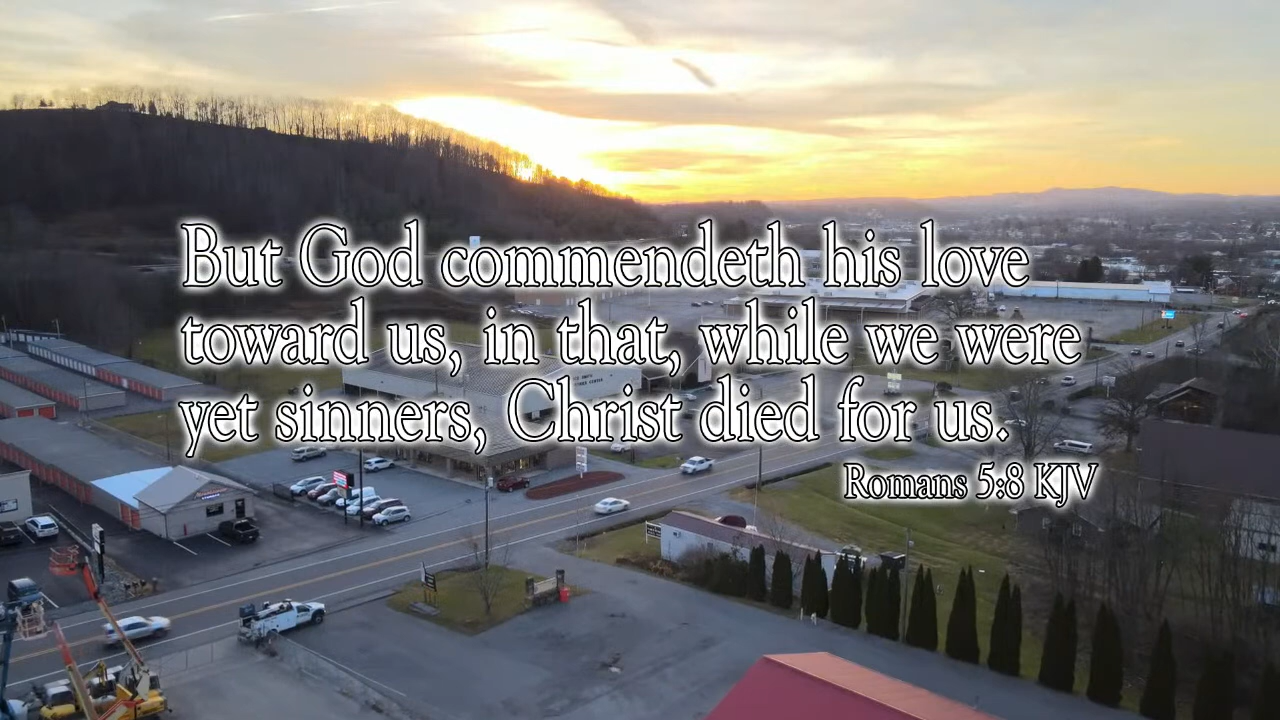 But God commendeth his love
toward us, in that, while we were
yet sinners, Christ died for us.
Romans 5:8 KJV